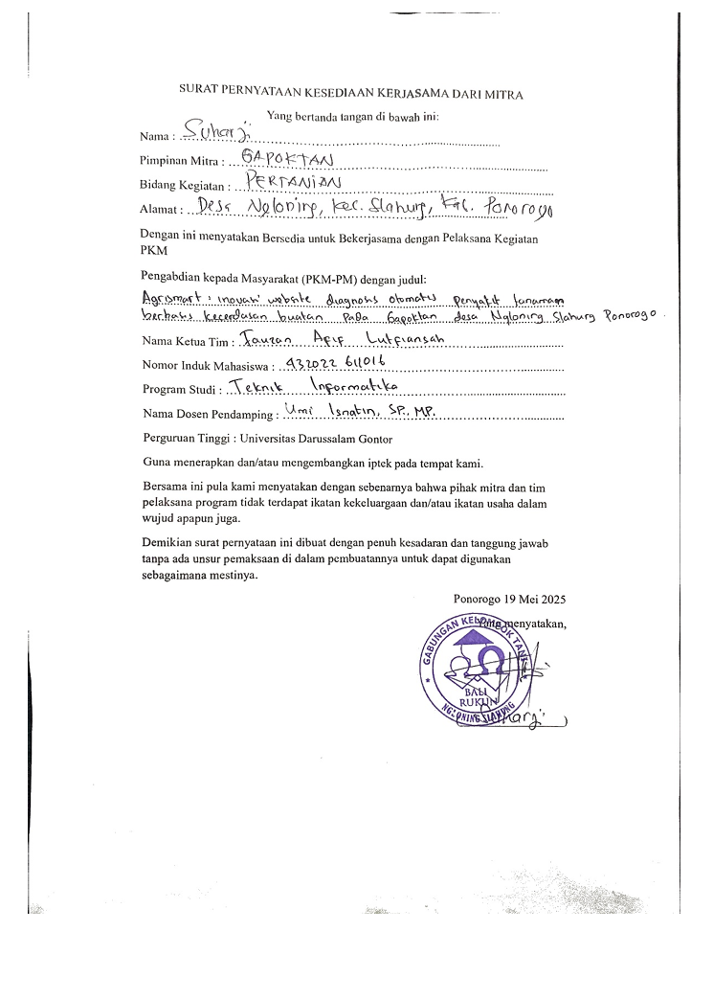 SURAT PERNYATAAN KESEDIAAN KERJASAMA DARI MITRA
Yang bertanda tangan di bawah ini:
Nama : Suharji
Pimpinan Mitra : GAPOKTAN
Bidang Kegiatan : PERTANIAN
Alamat : Desa Ngloning, Kec. Slahung, Kab. Ponorogo
Dengan ini menyatakan Bersedia untuk Bekerjasama dengan Pelaksana Kegiatan
PKM
Pengabdian kepada Masyarakat (PKM-PM) dengan judul:
Agrismart : inovasi website diagnosis otomatis penyakit tanaman
berbasis kecerdasan buatan pada Gapoktan desa Ngloning Slahung Ponorogo.
Nama Ketua Tim : Fauzan Afif Lutfiansah
Nomor Induk Mahasiswa : 432022 611016
Program Studi : Teknik Informatika
Nama Dosen Pendamping : Umi Isnatin, SP., MP.
Perguruan Tinggi : Universitas Darussalam Gontor
Guna menerapkan dan/atau mengembangkan iptek pada tempat kami.
Bersama ini pula kami menyatakan dengan sebenarnya bahwa pihak mitra dan tim
pelaksana program tidak terdapat ikatan kekeluargaan dan/atau ikatan usaha dalam
wujud apapun juga.
Demikian surat pernyataan ini dibuat dengan penuh kesadaran dan tanggung jawab
tanpa ada unsur pemaksaan di dalam pembuatannya untuk dapat digunakan
sebagaimana mestinya.
Ponorogo 19 Mei 2025
Yang menyatakan,
GABUNGAN KELOMPOK TANI
BALI
RUKUN
NGLONING SLAHUNG
(Suharji)